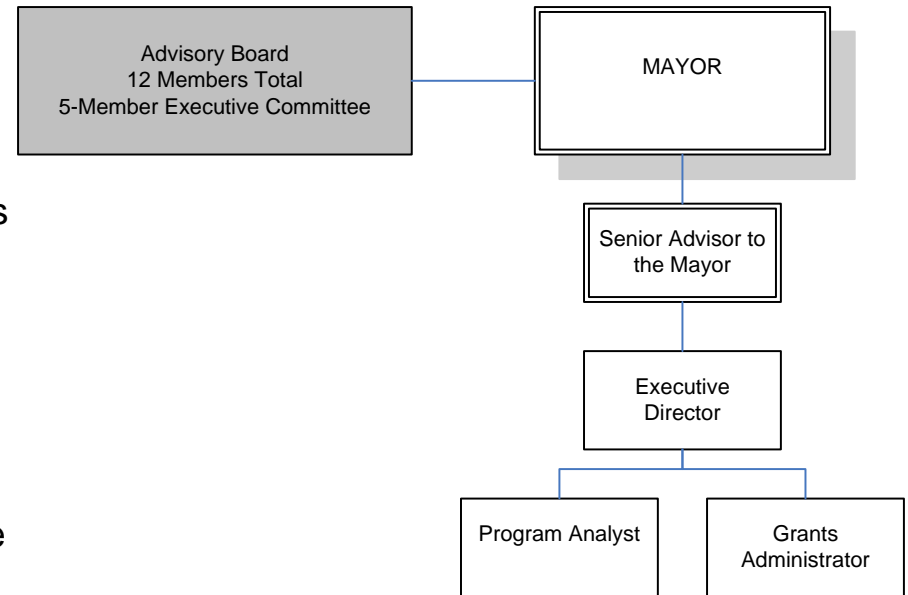 Advisory Board
12 Members Total
5-Member Executive Committee
MAYOR
s
Senior Advisor to
the Mayor
Executive
Director
e
Program Analyst
Grants
Administrator